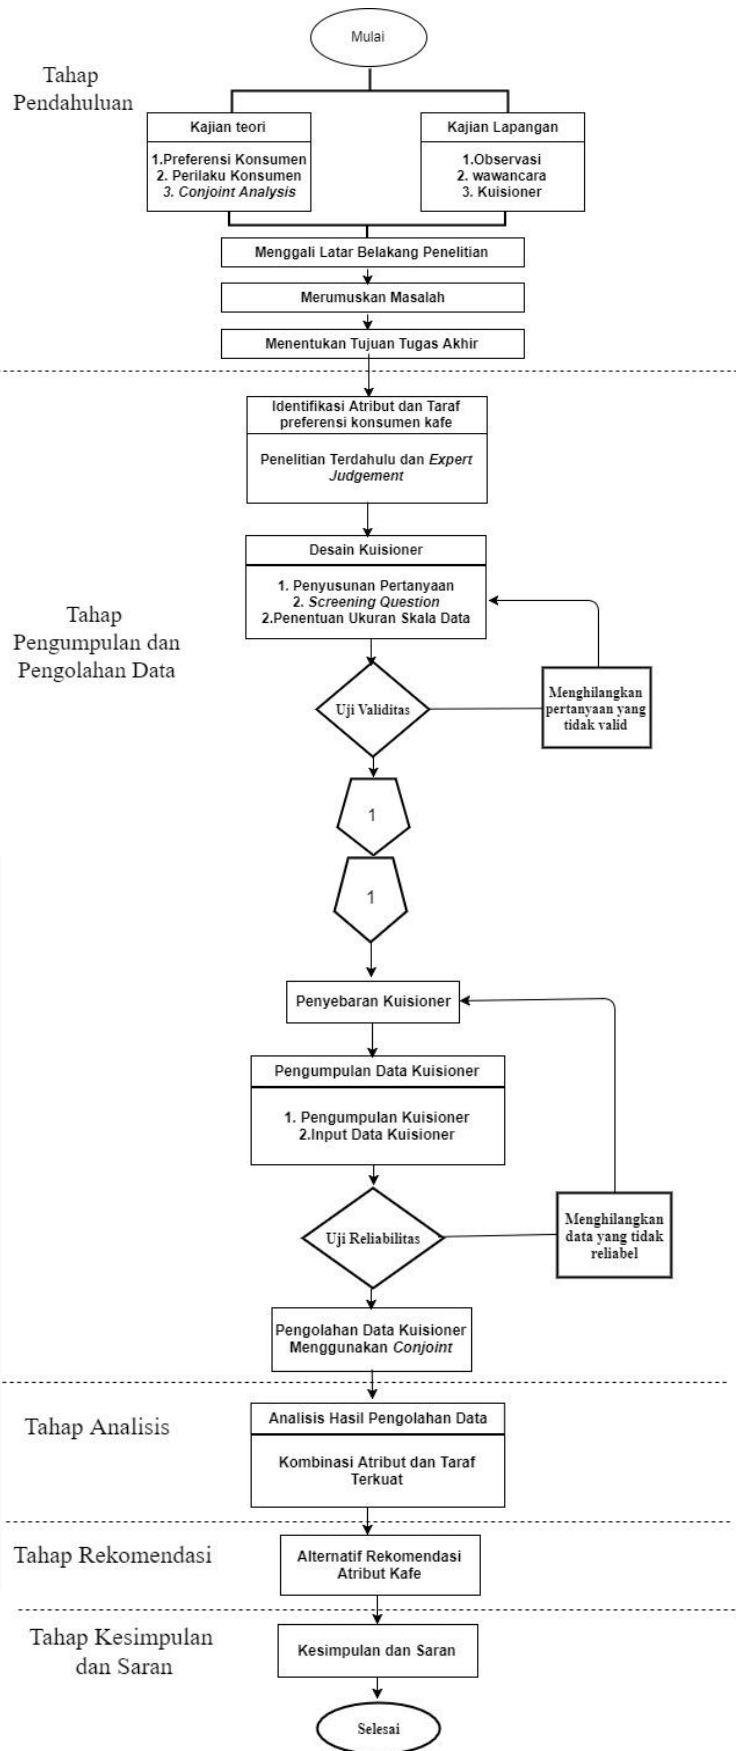 Mulai
Tahap
Pendahuluan
Kajian teori
1.Preferensi Konsumen
2. Perilaku Konsumen
3. Conjoint Analysis
Kajian Lapangan
1.Observasi
2. wawancara
3. Kuisioner
Menggali Latar Belakang Penelitian
Merumuskan Masalah
Menentukan Tujuan Tugas Akhir
Identifikasi Atribut dan Taraf
preferensi konsumen kafe
Penelitian Terdahulu dan Expert
Judgement
Tahap
Pengumpulan dan
Pengolahan Data
Desain Kuisioner
1. Penyusunan Pertanyaan
2. Screening Question
2.Penentuan Ukuran Skala Data
Uji Validitas
Menghilangkan
pertanyaan yang
tidak valid
1
1
Penyebaran Kuisioner
Pengumpulan Data Kuisioner
1. Pengumpulan Kuisioner
2.Input Data Kuisioner
Uji Reliabilitas
Menghilangkan
data yang tidak
reliabel
Pengolahan Data Kuisioner
Menggunakan Conjoint
Tahap Analisis
Analisis Hasil Pengolahan Data
Kombinasi Atribut dan Taraf
Terkuat
Tahap Rekomendasi
Alternatif Rekomendasi
Atribut Kafe
Tahap Kesimpulan
dan Saran
Kesimpulan dan Saran
Selesai